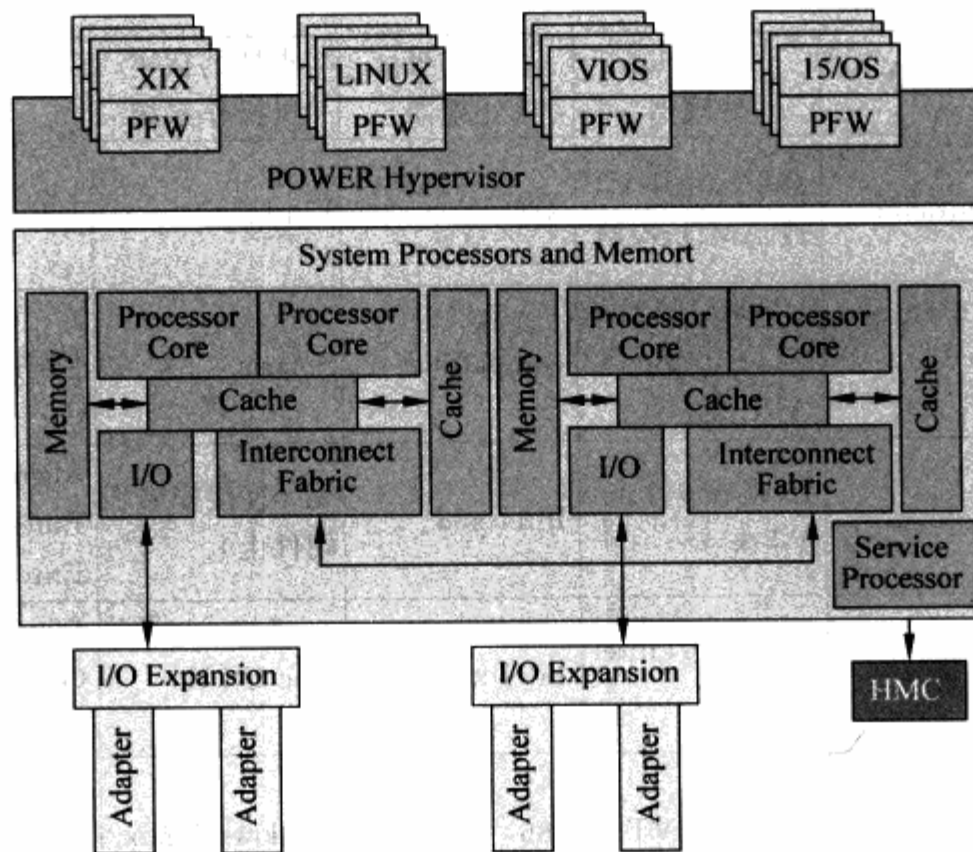 XIX LINUX VIOS 15/OS
PFW PFW PFW PFW
POWER Hypervisor
System Processors and Memort
Processor Processor Processor Processor
Core Core Core Core
Memory Cache Cache Memory Cache Cache
I/O Interconnect I/O Interconnect
Fabric Fabric
Service
Processor
I/O Expansion I/O Expansion HMC
Adapter Adapter Adapter Adapter